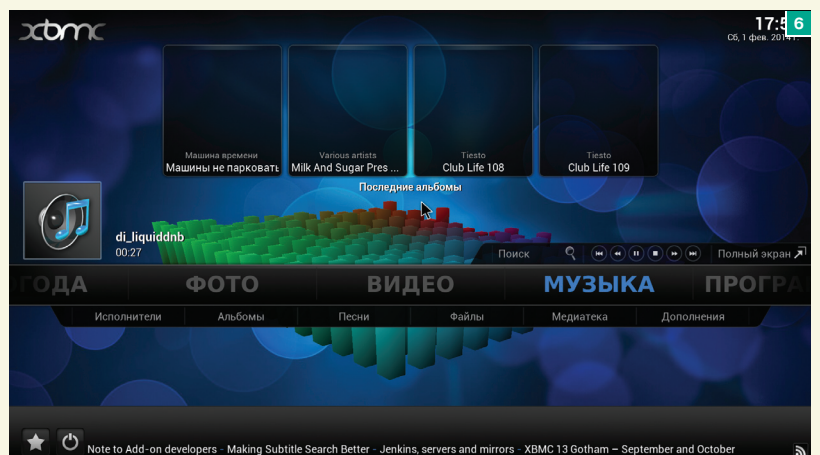 xbmc
17:5
6
Сб, 1 фев. 2014 г.
Машина времени
Машины не парковать
Various artists
Milk And Sugar Pres ...
Tiesto
Club Life 108
Tiesto
Club Life 109
Последние альбомы
di_liquiddnb
00:27
Поиск
Полный экран
ГОДА ФОТО ВИДЕО МУЗЫКА ПРОГРА
Исполнители Альбомы Песни Файлы Медиатека Дополнения
Note to Add-on developers - Making Subtitle Search Better - Jenkins, servers and mirrors - XBMC 13 Gotham – September and October